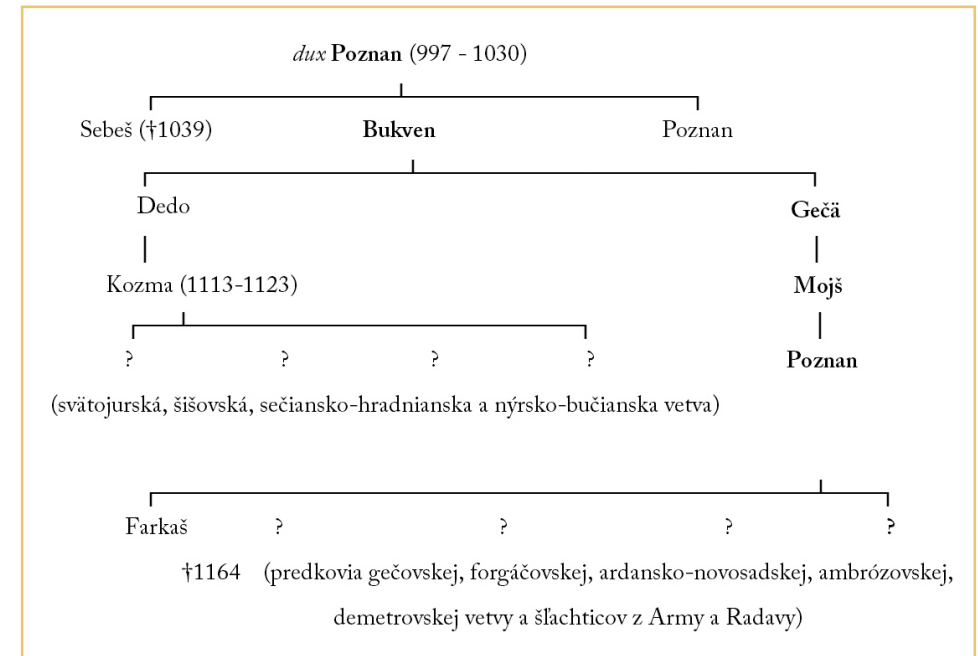 dux Poznan (997 - 1030)
Sebeš (†1039) Bukven Poznan
Dedo Gečä
Kozma (1113-1123) Mojš
? ? ? ? Poznan
(svätojurská, šišovská, sečiansko-hradnianska a nýrsko-bučianska vetva)
Farkaš ? ? ? ?
†1164 (predkovia gečovskej, forgáčovskej, ardansko-novosadskej, ambrózovskej,
demetrovskej vetvy a šľachticov z Army a Radavy)